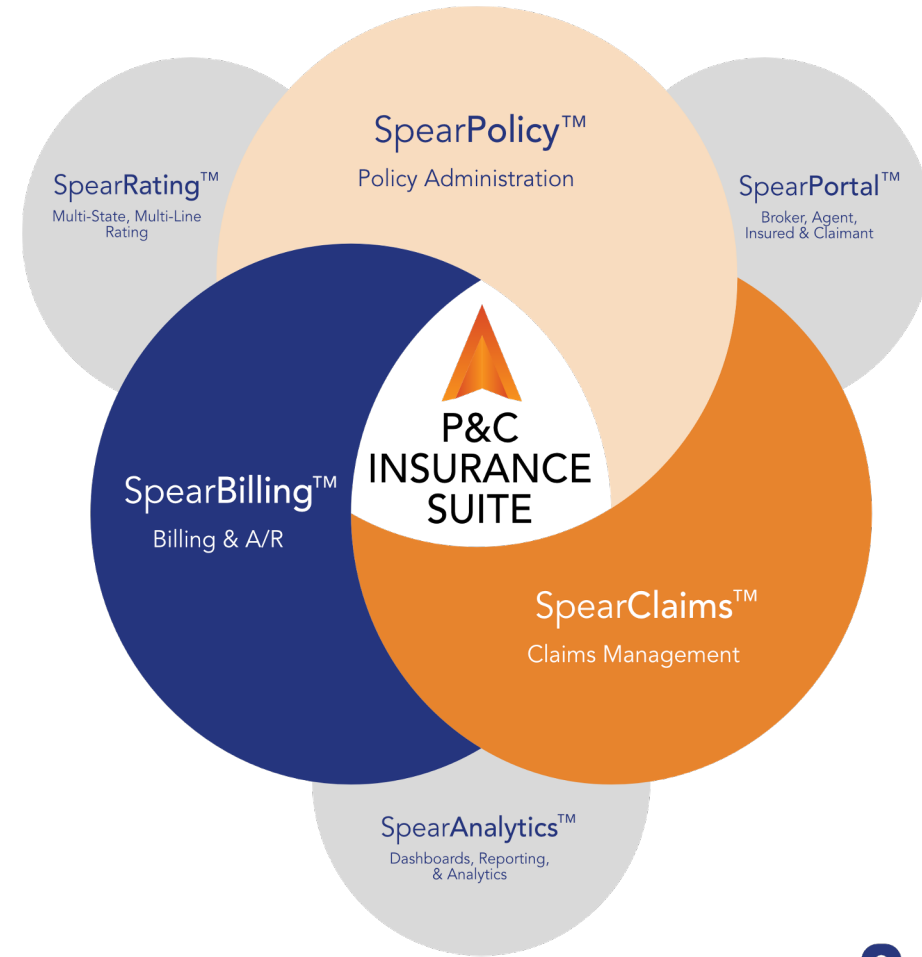 SpearPolicy™
Policy Administration
SpearRating™
Multi-State, Multi-Line
Rating
SpearPortal™
Broker, Agent,
Insured & Claimant
P&C
INSURANCE
SUITE
SpearBilling™
Billing & A/R
SpearClaims™
Claims Management
SpearAnalytics™
Dashboards, Reporting,
& Analytics